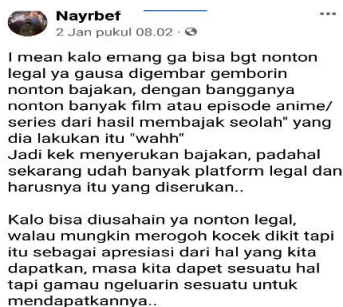 Nayrbef
2 Jan pukul 08.02 ·
I mean kalo emang ga bisa bgt nonton
legal ya gausa digembar gemborin
nonton bajakan, dengan bangganya
nonton banyak film atau episode anime/
series dari hasil membajak seolah" yang
dia lakukan itu "wahh"
Jadi kek menyerukan bajakan, padahal
sekarang udah banyak platform legal dan
harusnya itu yang diserukan..
Kalo bisa diusahain ya nonton legal,
walau mungkin merogoh kocek dikit tapi
itu sebagai apresiasi dari hal yang kita
dapatkan, masa kita dapet sesuatu hal
tapi gamau ngeluarin sesuatu untuk
mendapatkannya..